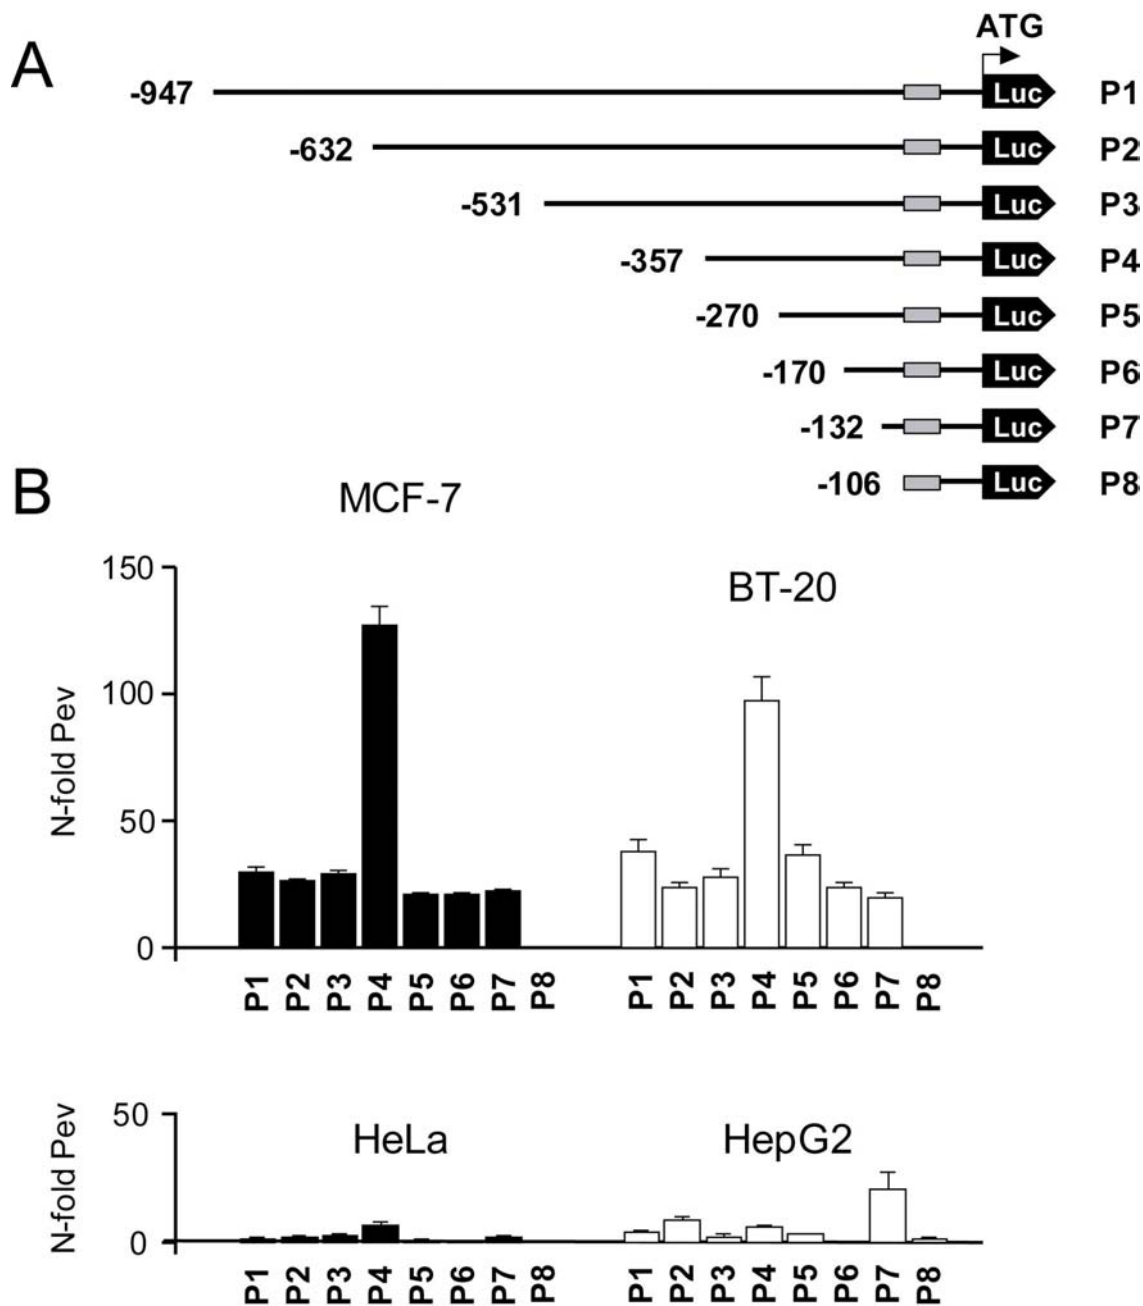 A
ATG
-947 Luc P1
-632 Luc P2
-531 Luc P3
-357 Luc P4
-270 Luc P5
-170 Luc P6
-132 Luc P7
-106 Luc P8
B
MCF-7
BT-20
N-fold Pev
150
100
50
0
P1 P2 P3 P4 P5 P6 P7 P8
P1 P2 P3 P4 P5 P6 P7 P8
HeLa
HepG2
N-fold Pev
50
0
P1 P2 P3 P4 P5 P6 P7 P8
P1 P2 P3 P4 P5 P6 P7 P8